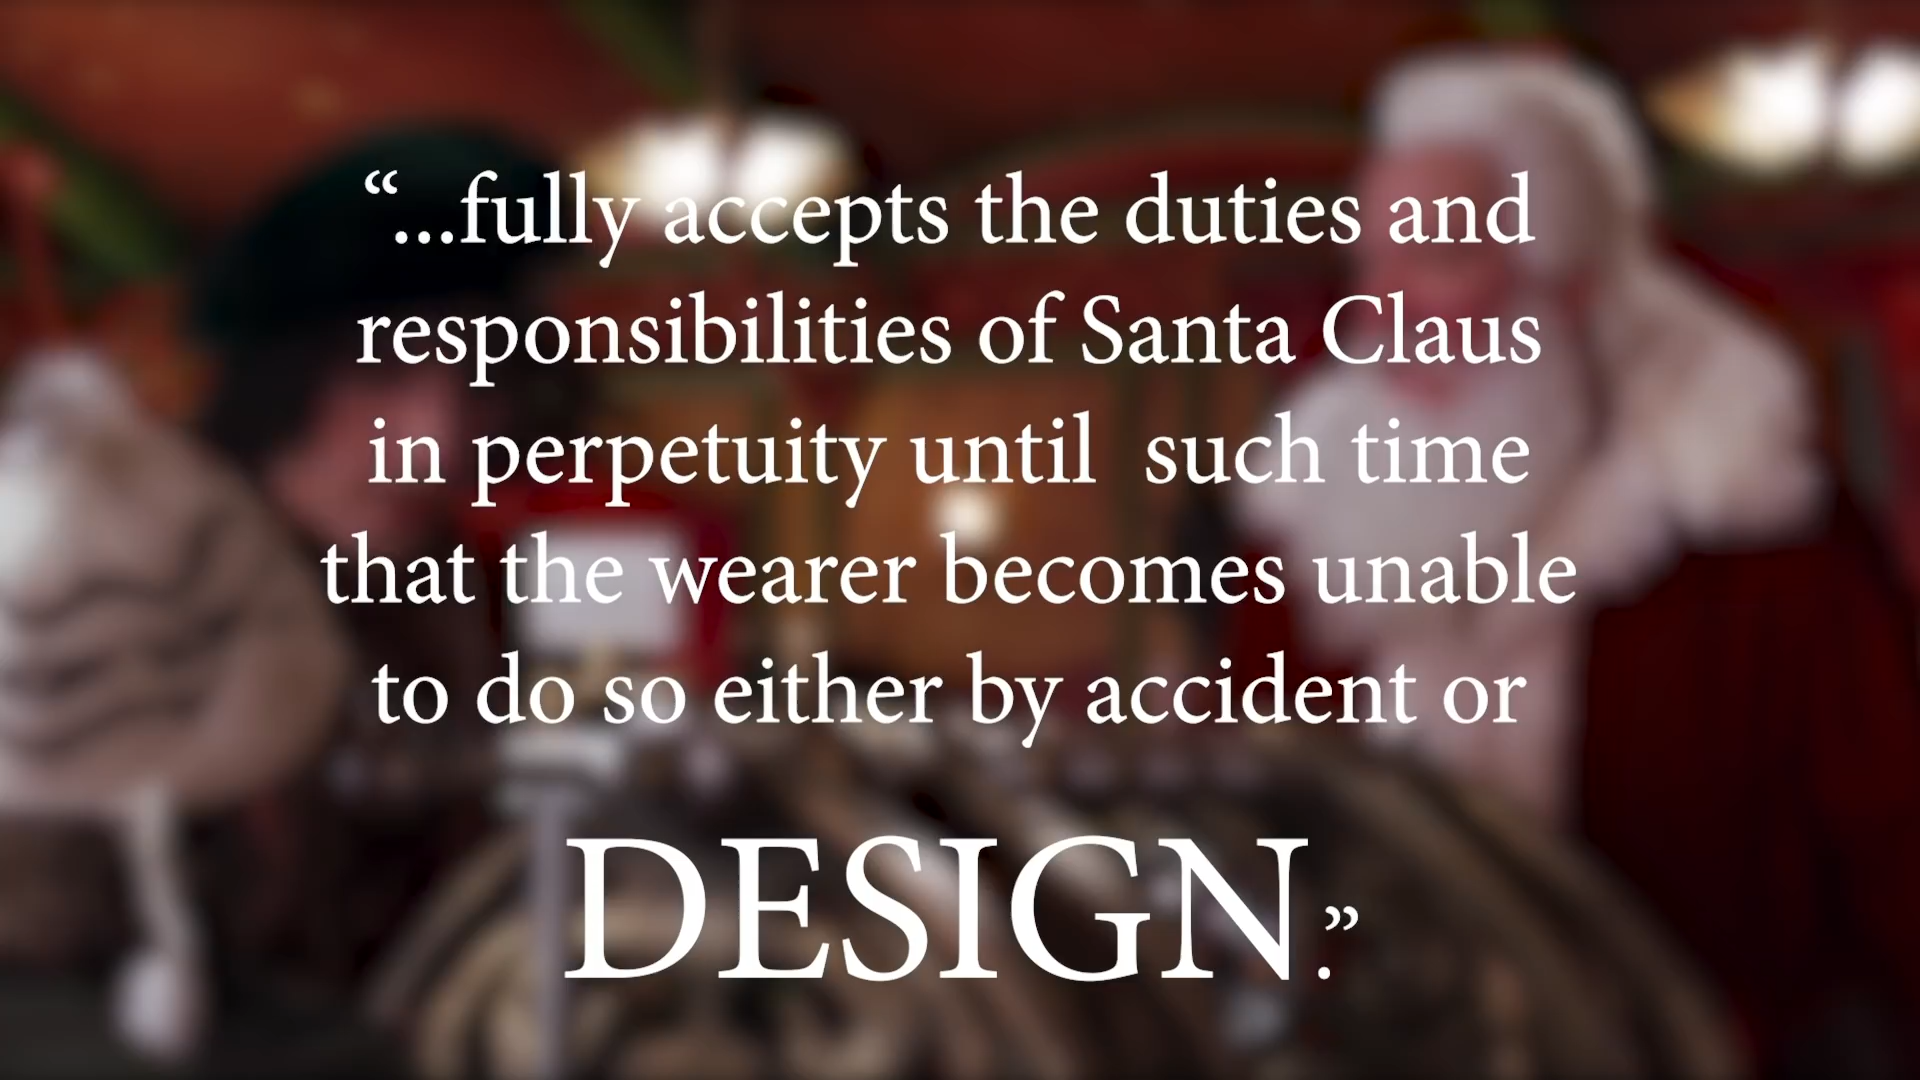 “...fully accepts the duties and
responsibilities of Santa Claus
in perpetuity until  such time
that the wearer becomes unable
to do so either by accident or
DESIGN.”